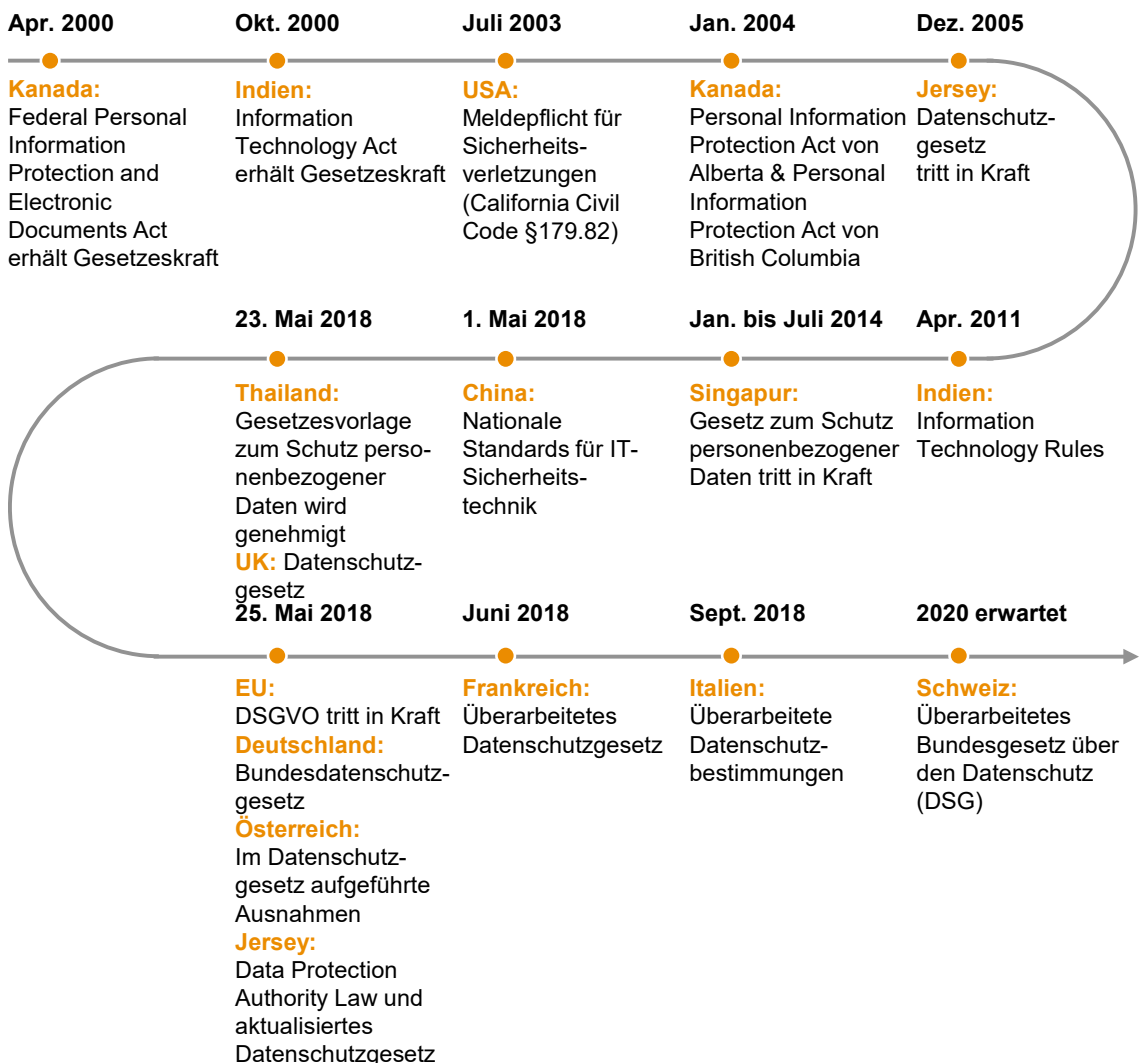 Apr. 2000
Kanada:
Federal Personal
Information
Protection and
Electronic
Documents Act
erhält Gesetzeskraft
Okt. 2000
Indien:
Information
Technology Act
erhält Gesetzeskraft
Juli 2003
USA:
Meldepflicht für
Sicherheits-
verletzungen
(California Civil
Code §179.82)
Jan. 2004
Kanada:
Personal Information
Protection Act von
Alberta & Personal
Information
Protection Act von
British Columbia
Dez. 2005
Jersey:
Datenschutz-
gesetz
tritt in Kraft
Apr. 2011
Indien:
Information
Technology Rules
Jan. bis Juli 2014
Singapur:
Gesetz zum Schutz
personenbezogener
Daten tritt in Kraft
1. Mai 2018
China:
Nationale
Standards für IT-
Sicherheits-
technik
23. Mai 2018
Thailand:
Gesetzesvorlage
zum Schutz perso-
nenbezogener
Daten wird
genehmigt
UK: Datenschutz-
gesetz
25. Mai 2018
EU:
DSGVO tritt in Kraft
Deutschland:
Bundesdatenschutz-
gesetz
Österreich:
Im Datenschutz-
gesetz aufgeführte
Ausnahmen
Jersey:
Data Protection
Authority Law und
aktualisiertes
Datenschutzgesetz
Juni 2018
Frankreich:
Überarbeitetes
Datenschutzgesetz
Sept. 2018
Italien:
Überarbeitete
Datenschutz-
bestimmungen
2020 erwartet
Schweiz:
Überarbeitetes
Bundesgesetz über
den Datenschutz
(DSG)